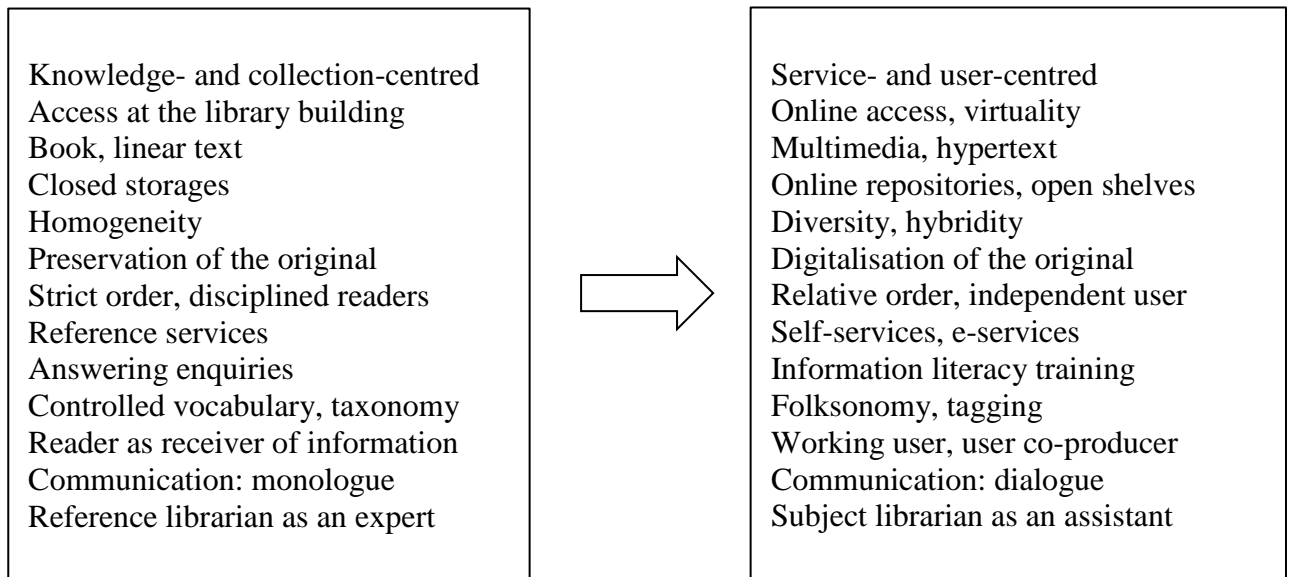 Knowledge- and collection-centred
Access at the library building
Book, linear text
Closed storages
Homogeneity
Preservation of the original
Strict order, disciplined readers
Reference services
Answering enquiries
Controlled vocabulary, taxonomy
Reader as receiver of information
Communication: monologue
Reference librarian as an expert
Service- and user-centred
Online access, virtuality
Multimedia, hypertext
Online repositories, open shelves
Diversity, hybridity
Digitalisation of the original
Relative order, independent user
Self-services, e-services
Information literacy training
Folksonomy, tagging
Working user, user co-producer
Communication: dialogue
Subject librarian as an assistant